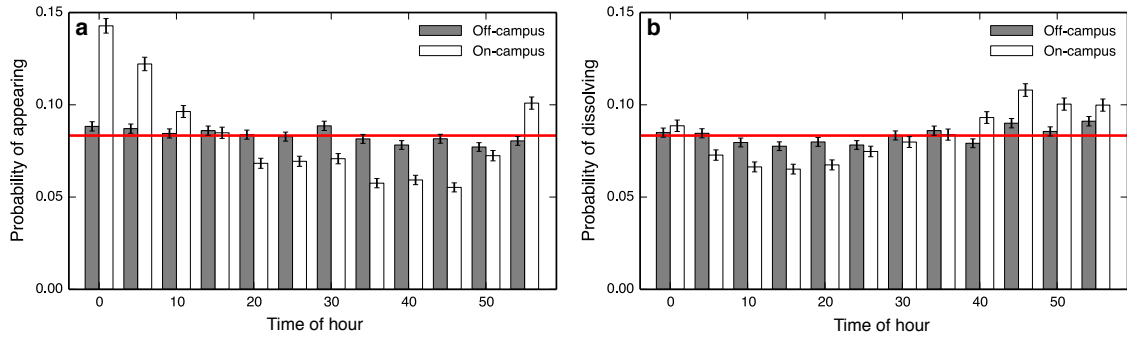 a
Off-campus
On-campus
Probability of appearing
0.15
0.10
0.05
0.00
0 10 20 30 40 50
Time of hour
b
Off-campus
On-campus
Probability of dissolving
0.15
0.10
0.05
0.00
0 10 20 30 40 50
Time of hour